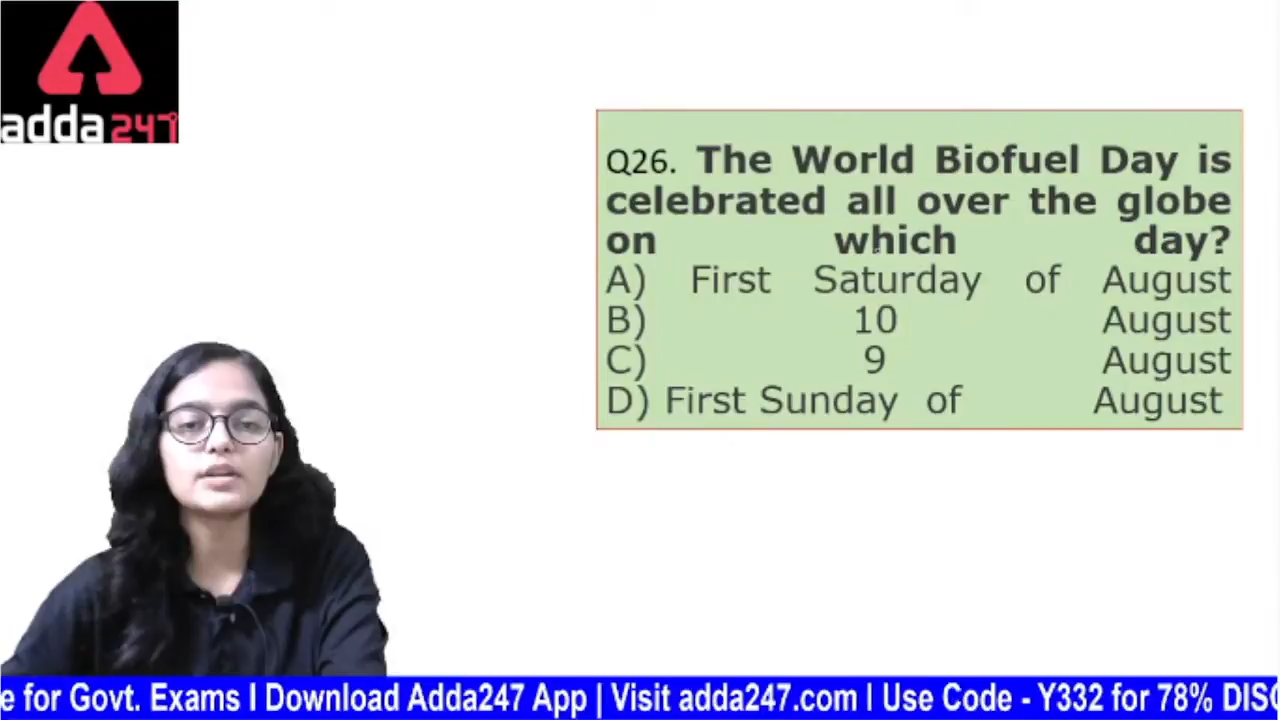 adda247
Q26. The World Biofuel Day is
celebrated all over the globe
on which day?
A) First Saturday of August
B) 10 August
C) 9 August
D) First Sunday of August
e for Govt. Exams I Download Adda247 App | Visit adda247.com I Use Code - Y332 for 78% DISC